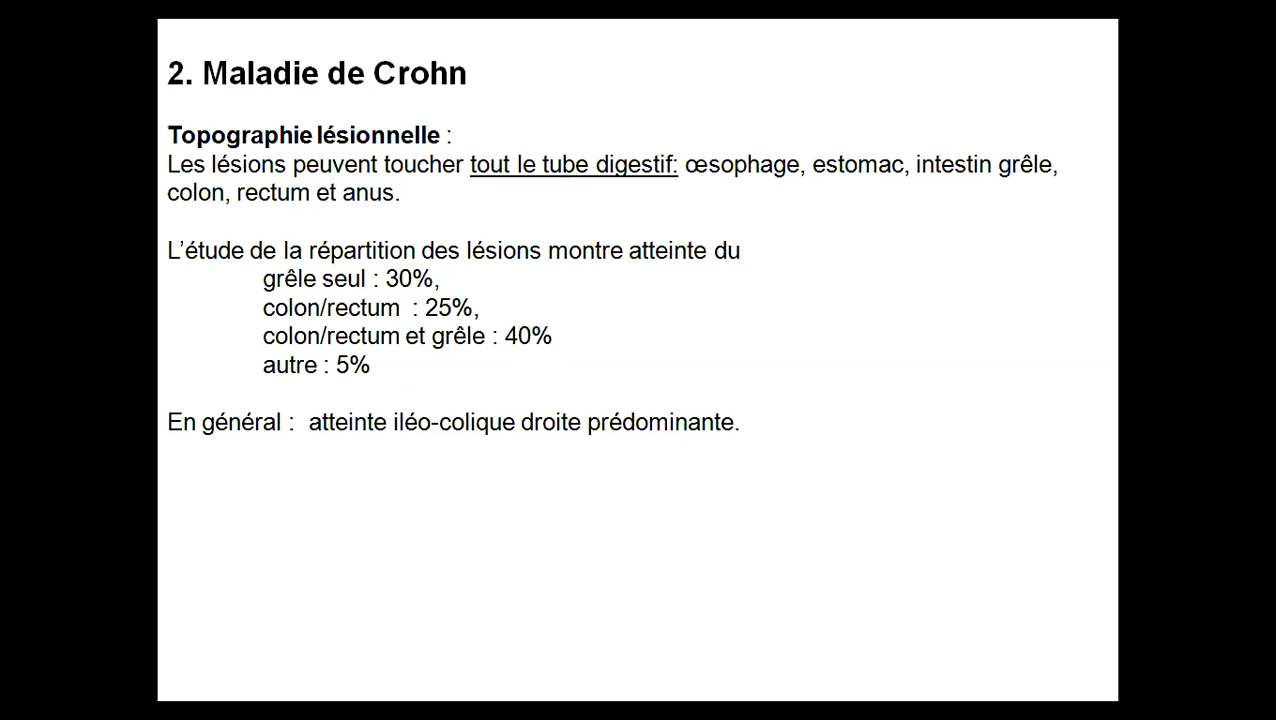 2. Maladie de Crohn
Topographie lésionnelle :
Les lésions peuvent toucher tout le tube digestif: œsophage, estomac, intestin grêle,
colon, rectum et anus.
L’étude de la répartition des lésions montre atteinte du
grêle seul : 30%,
colon/rectum : 25%,
colon/rectum et grêle : 40%
autre : 5%
En général : atteinte iléo-colique droite prédominante.